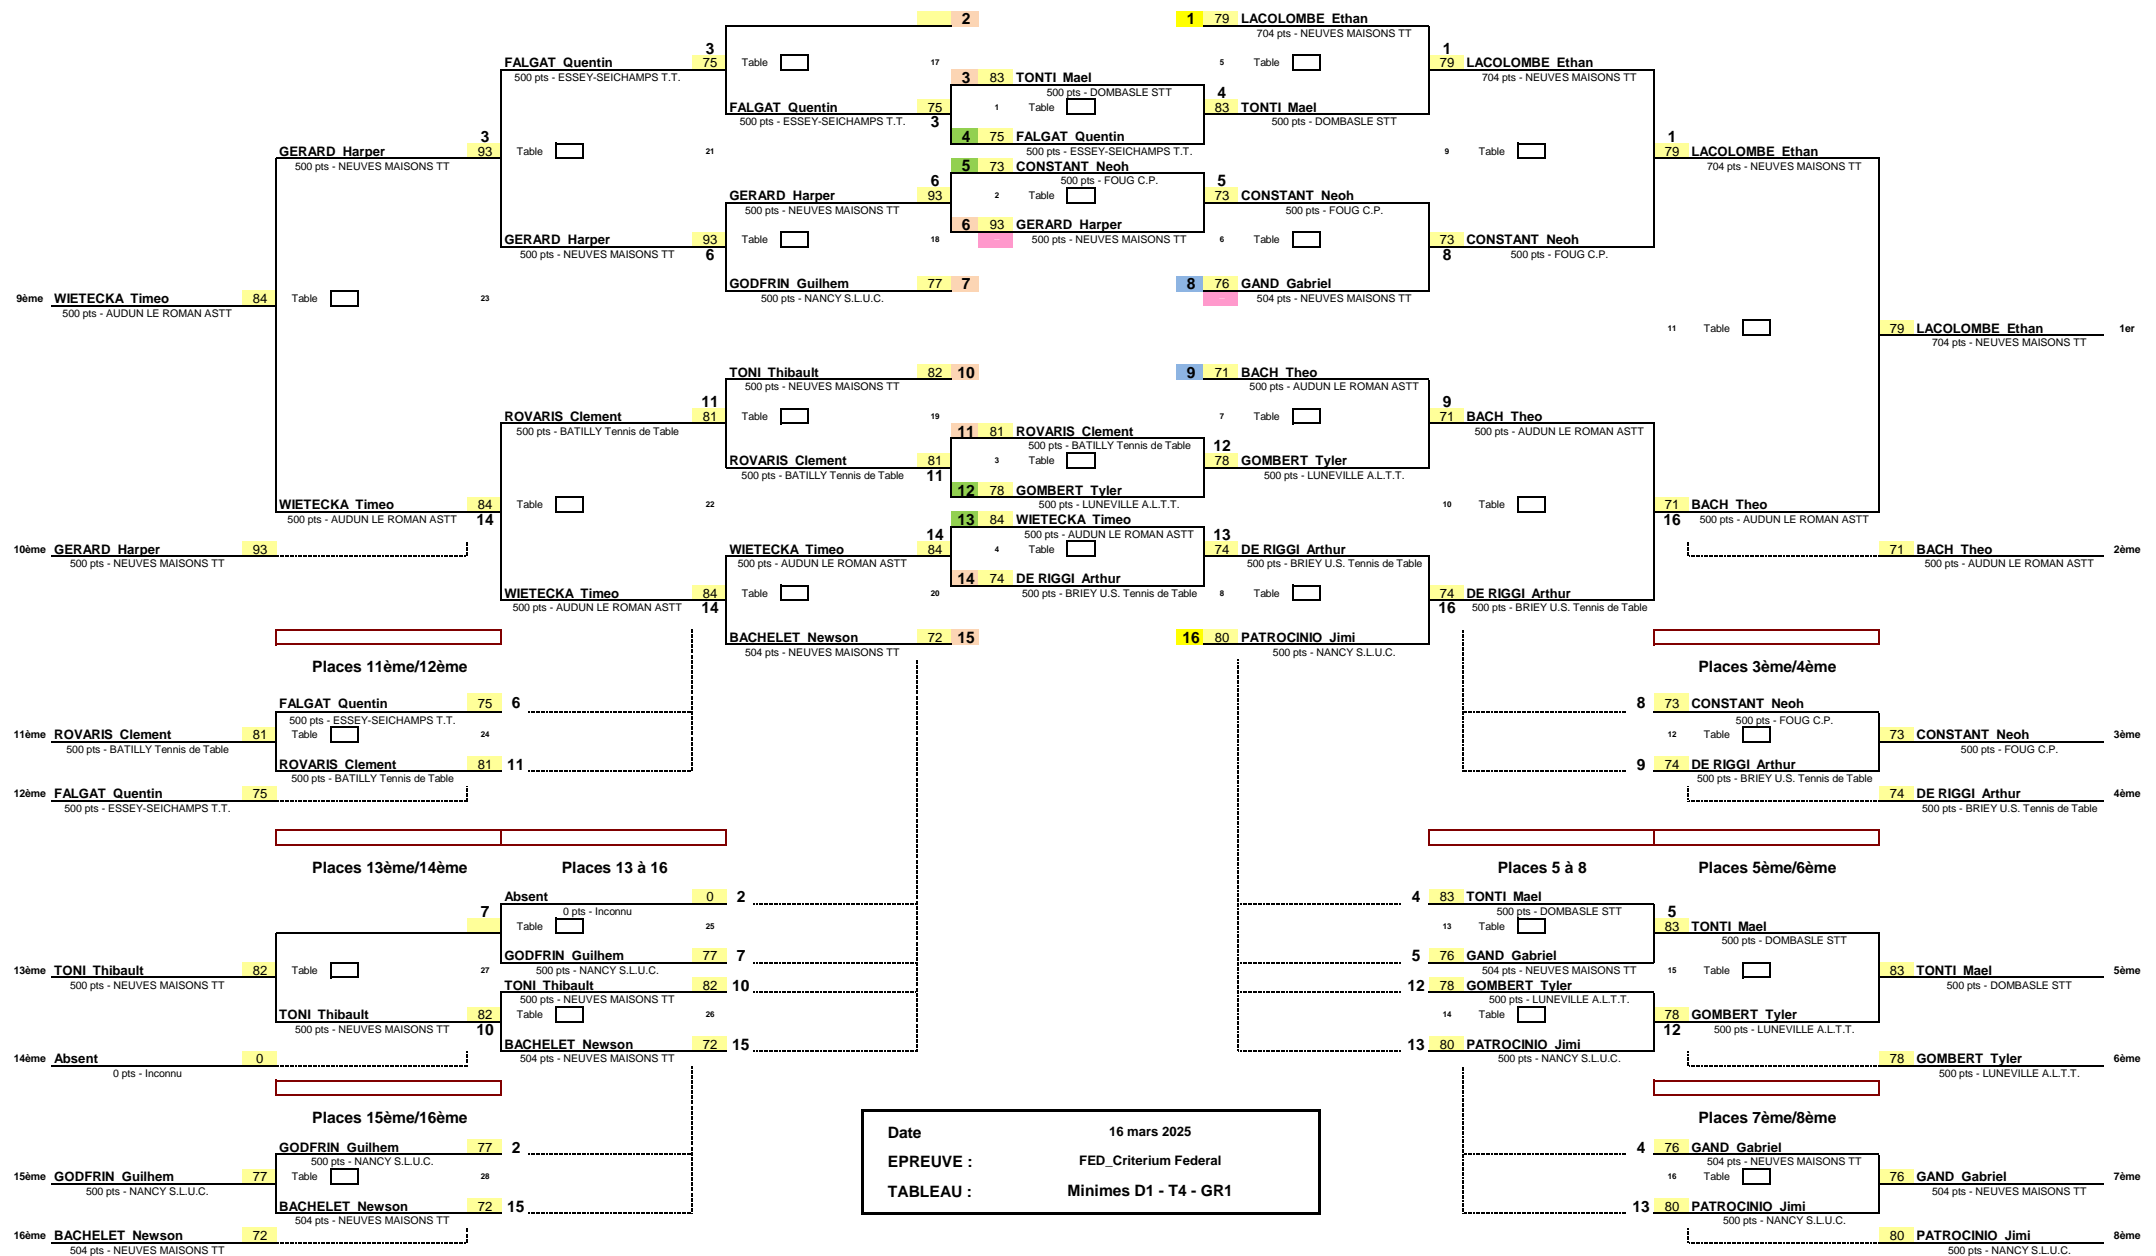 2
1 79 LACOLOMBE Ethan
704 pts - NEUVES MAISONS TT
3
1
FALGAT Quentin 75 Table 17
5 Table
79 LACOLOMBE Ethan
500 pts - ESSEY-SEICHAMPS T.T.
704 pts - NEUVES MAISONS TT
3 83 TONTI Mael
500 pts - DOMBASLE STT
4
FALGAT Quentin 75
1 Table
83 TONTI Mael
500 pts - ESSEY-SEICHAMPS T.T. 3
500 pts - DOMBASLE STT
3
4 75 FALGAT Quentin
1
GERARD Harper 93 Table 21
500 pts - ESSEY-SEICHAMPS T.T.
9 Table
79 LACOLOMBE Ethan
500 pts - NEUVES MAISONS TT
5 73 CONSTANT Neoh
704 pts - NEUVES MAISONS TT
6
500 pts - FOUG C.P.
5
GERARD Harper 93
2 Table
73 CONSTANT Neoh
500 pts - NEUVES MAISONS TT
500 pts - FOUG C.P.
6 93 GERARD Harper
GERARD Harper 93 Table 18
500 pts - NEUVES MAISONS TT
6 Table
73 CONSTANT Neoh
500 pts - NEUVES MAISONS TT 6
8 500 pts - FOUG C.P.
GODFRIN Guilhem 77 7
8 76 GAND Gabriel
500 pts - NANCY S.L.U.C.
504 pts - NEUVES MAISONS TT
9ème WIETECKA Timeo 84 Table 23
500 pts - AUDUN LE ROMAN ASTT
11 Table
79 LACOLOMBE Ethan 1er
704 pts - NEUVES MAISONS TT
TONI Thibault 82 10
9 71 BACH Theo
500 pts - NEUVES MAISONS TT
500 pts - AUDUN LE ROMAN ASTT
11
9
ROVARIS Clement 81 Table 19
7 Table
71 BACH Theo
500 pts - BATILLY Tennis de Table
500 pts - AUDUN LE ROMAN ASTT
11 81 ROVARIS Clement
500 pts - BATILLY Tennis de Table
12
ROVARIS Clement 81
3 Table
78 GOMBERT Tyler
500 pts - BATILLY Tennis de Table 11
500 pts - LUNEVILLE A.L.T.T.
12 78 GOMBERT Tyler
WIETECKA Timeo 84 Table 22
500 pts - LUNEVILLE A.L.T.T.
10 Table
71 BACH Theo
500 pts - AUDUN LE ROMAN ASTT 14
13 84 WIETECKA Timeo
16 500 pts - AUDUN LE ROMAN ASTT
14
500 pts - AUDUN LE ROMAN ASTT
13
10ème GERARD Harper 93
WIETECKA Timeo 84
4 Table
74 DE RIGGI Arthur
71 BACH Theo 2ème
500 pts - NEUVES MAISONS TT
500 pts - AUDUN LE ROMAN ASTT
500 pts - BRIEY U.S. Tennis de Table
500 pts - AUDUN LE ROMAN ASTT
14 74 DE RIGGI Arthur
WIETECKA Timeo 84 Table 20
500 pts - BRIEY U.S. Tennis de Table
8 Table
74 DE RIGGI Arthur
500 pts - AUDUN LE ROMAN ASTT 14
16 500 pts - BRIEY U.S. Tennis de Table
BACHELET Newson 72 15
16 80 PATROCINIO Jimi
504 pts - NEUVES MAISONS TT
500 pts - NANCY S.L.U.C.
Places 11ème/12ème
Places 3ème/4ème
FALGAT Quentin 75 6
8 73 CONSTANT Neoh
500 pts - ESSEY-SEICHAMPS T.T.
500 pts - FOUG C.P.
11ème ROVARIS Clement 81 Table 24
12 Table
73 CONSTANT Neoh 3ème
500 pts - BATILLY Tennis de Table
500 pts - FOUG C.P.
ROVARIS Clement 81 11
9 74 DE RIGGI Arthur
500 pts - BATILLY Tennis de Table
500 pts - BRIEY U.S. Tennis de Table
12ème FALGAT Quentin 75
74 DE RIGGI Arthur 4ème
500 pts - ESSEY-SEICHAMPS T.T.
500 pts - BRIEY U.S. Tennis de Table
Places 13ème/14ème Places 13 à 16
Places 5 à 8 Places 5ème/6ème
Absent 0 2
4 83 TONTI Mael
0 pts - Inconnu
500 pts - DOMBASLE STT
7
5
Table 25
13 Table
83 TONTI Mael
500 pts - DOMBASLE STT
GODFRIN Guilhem 77 7
5 76 GAND Gabriel
500 pts - NANCY S.L.U.C.
504 pts - NEUVES MAISONS TT
13ème TONI Thibault 82 Table 27
15 Table
83 TONTI Mael 5ème
500 pts - NEUVES MAISONS TT
500 pts - DOMBASLE STT
TONI Thibault 82 10
12 78 GOMBERT Tyler
500 pts - NEUVES MAISONS TT
500 pts - LUNEVILLE A.L.T.T.
TONI Thibault 82 Table 26
14 Table
78 GOMBERT Tyler
500 pts - NEUVES MAISONS TT 10
12 500 pts - LUNEVILLE A.L.T.T.
BACHELET Newson 72 15
13 80 PATROCINIO Jimi
504 pts - NEUVES MAISONS TT
500 pts - NANCY S.L.U.C.
14ème Absent 0
78 GOMBERT Tyler 6ème
0 pts - Inconnu
500 pts - LUNEVILLE A.L.T.T.
Places 15ème/16ème
Places 7ème/8ème
GODFRIN Guilhem 77 2
4 76 GAND Gabriel
500 pts - NANCY S.L.U.C.
504 pts - NEUVES MAISONS TT
15ème GODFRIN Guilhem 77 Table 28
16 Table
76 GAND Gabriel 7ème
500 pts - NANCY S.L.U.C.
504 pts - NEUVES MAISONS TT
BACHELET Newson 72 15
13 80 PATROCINIO Jimi
504 pts - NEUVES MAISONS TT
500 pts - NANCY S.L.U.C.
16ème BACHELET Newson 72
80 PATROCINIO Jimi 8ème
504 pts - NEUVES MAISONS TT
500 pts - NANCY S.L.U.C.
Date 16 mars 2025
EPREUVE : FED_Criterium Federal
TABLEAU : Minimes D1 - T4 - GR1